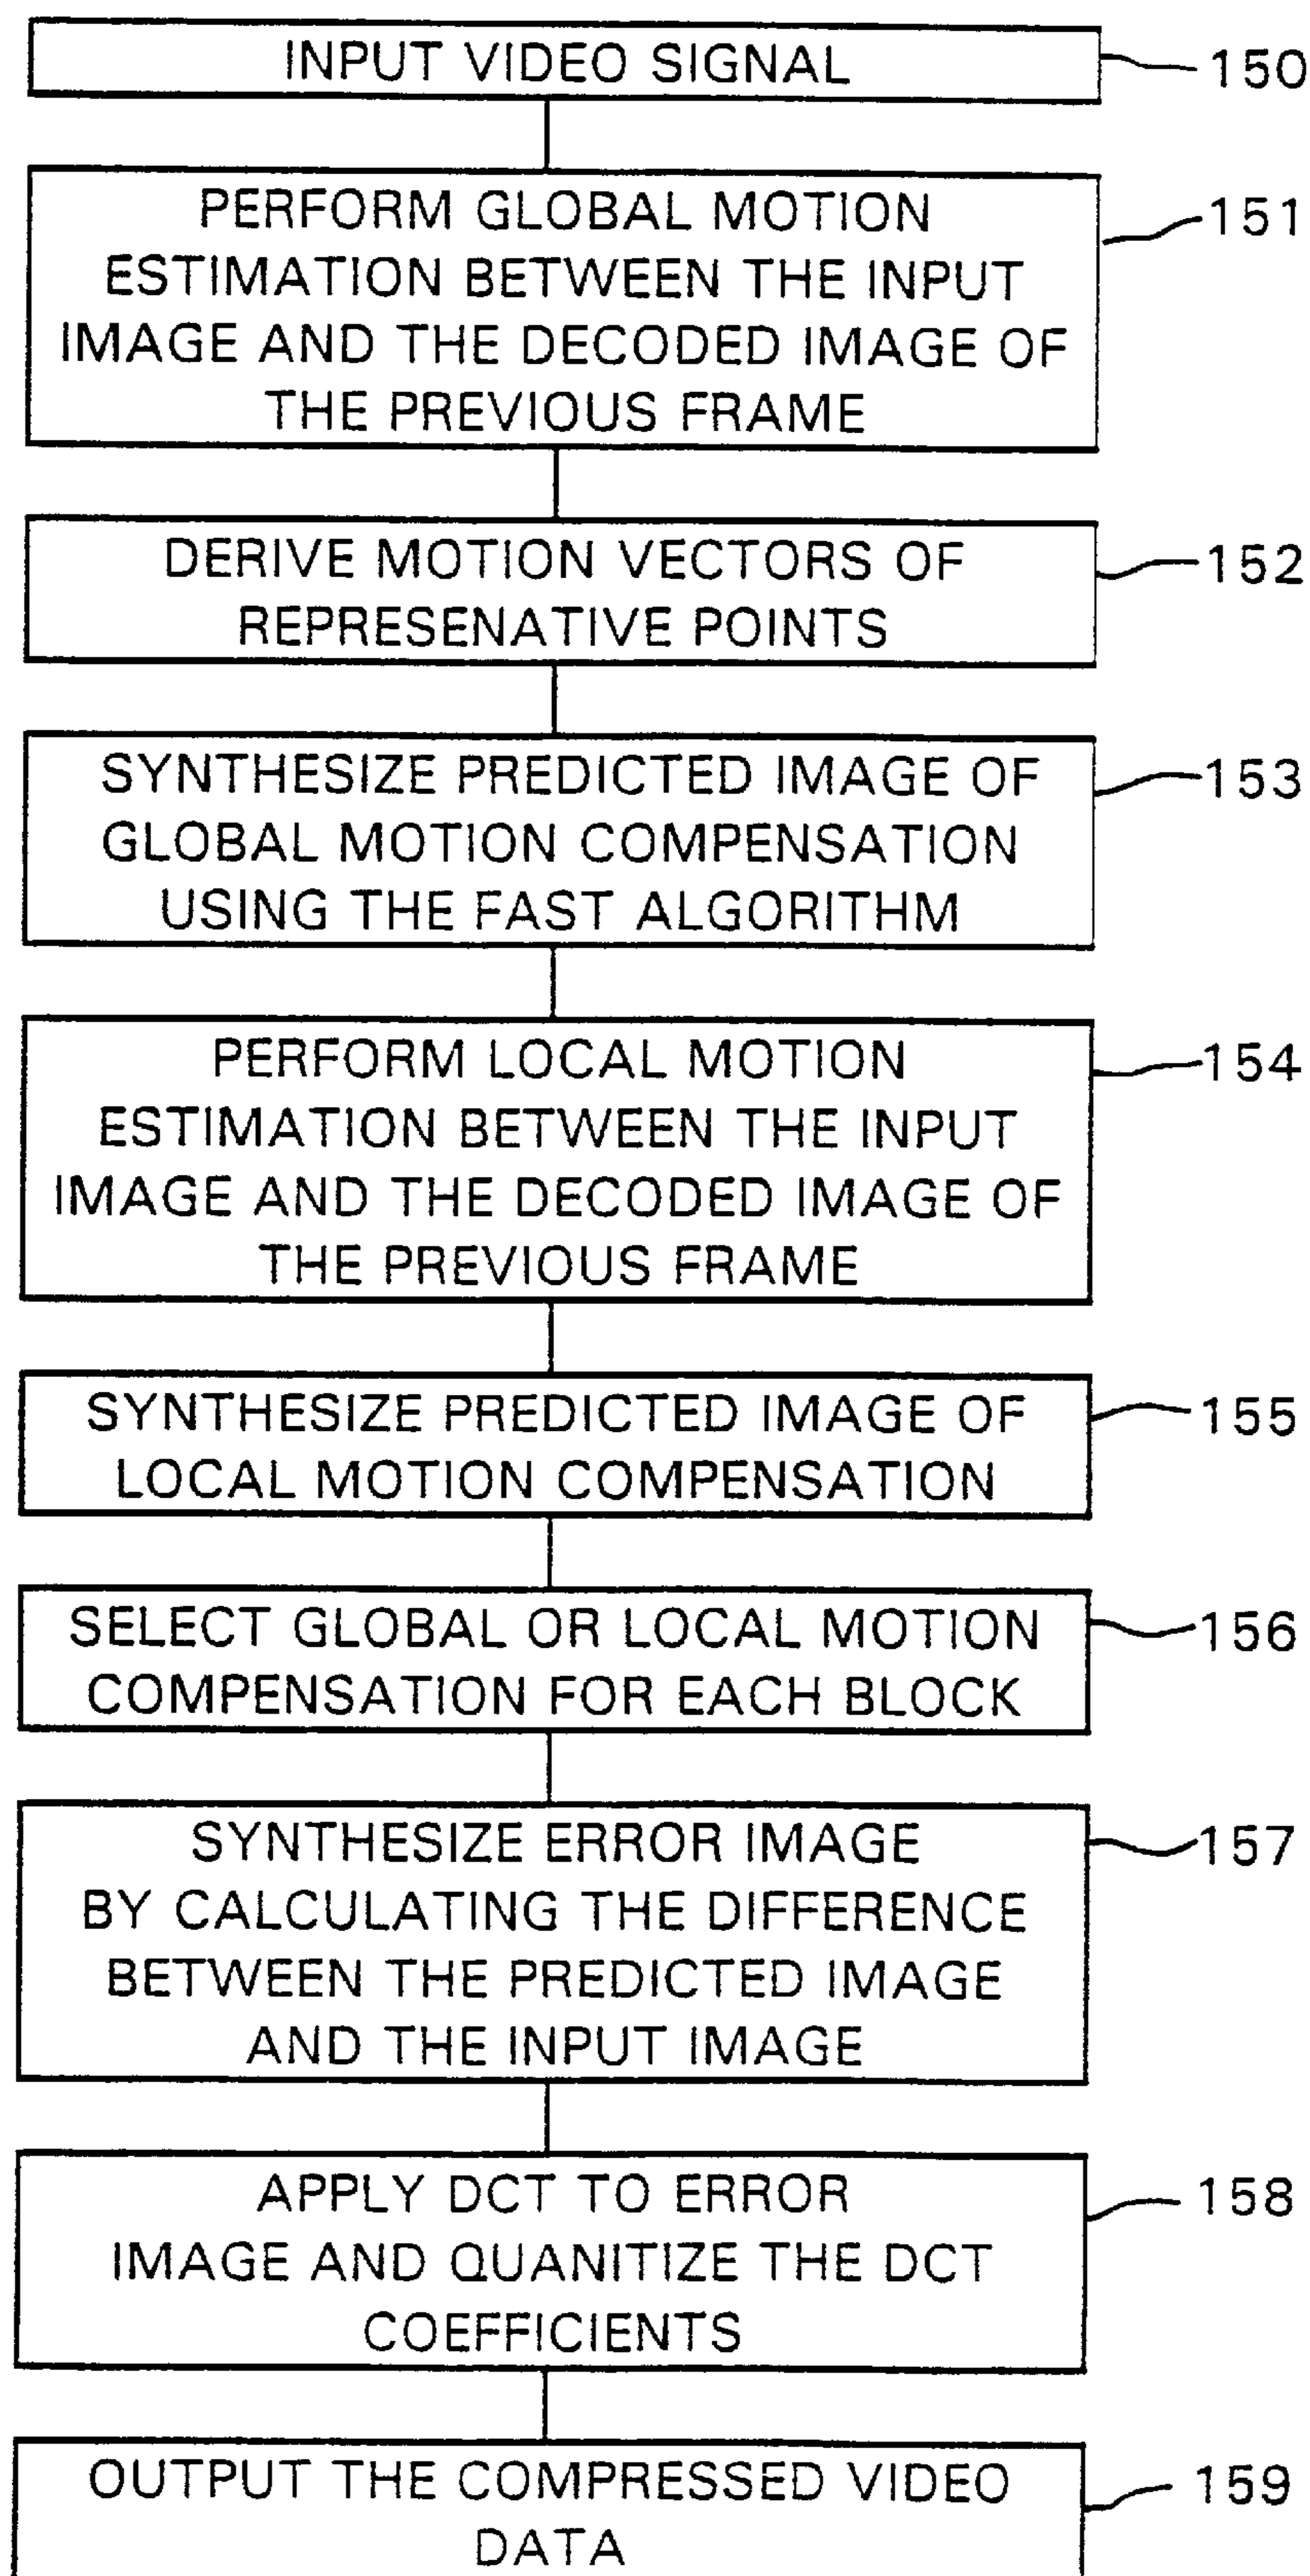 INPUT VIDEO SIGNAL
150
PERFORM GLOBAL MOTION
ESTIMATION BETWEEN THE INPUT
IMAGE AND THE DECODED IMAGE OF
THE PREVIOUS FRAME
151
DERIVE MOTION VECTORS OF
REPRESENATIVE POINTS
152
SYNTHESIZE PREDICTED IMAGE OF
GLOBAL MOTION COMPENSATION
USING THE FAST ALGORITHM
153
PERFORM LOCAL MOTION
ESTIMATION BETWEEN THE INPUT
IMAGE AND THE DECODED IMAGE OF
THE PREVIOUS FRAME
154
SYNTHESIZE PREDICTED IMAGE OF
LOCAL MOTION COMPENSATION
155
SELECT GLOBAL OR LOCAL MOTION
COMPENSATION FOR EACH BLOCK
156
SYNTHESIZE ERROR IMAGE
BY CALCULATING THE DIFFERENCE
BETWEEN THE PREDICTED IMAGE
AND THE INPUT IMAGE
157
APPLY DCT TO ERROR
IMAGE AND QUANITIZE THE DCT
COEFFICIENTS
158
OUTPUT THE COMPRESSED VIDEO
DATA
159